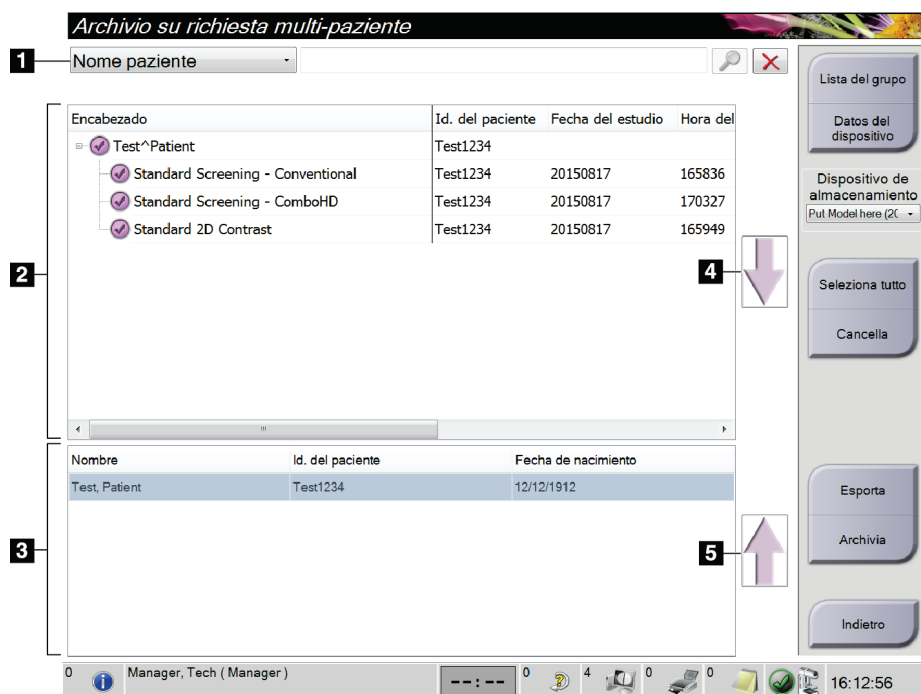 Archivio su richiesta multi-paziente
1
Nome paziente
Lista del grupo
Datos del
dispositivo
Dispositivo de
almacenamiento
Put Model here (2(
2
Encabezado Id. del paciente Fecha del estudio Hora del
Test^Patient Test1234
Standard Screening - Conventional Test1234 20150817 165836
Standard Screening - ComboHD Test1234 20150817 170327
Standard 2D Contrast Test1234 20150817 165949
4
Seleziona tutto
Cancella
3
Nombre Id. del paciente Fecha de nacimiento
Test, Patient Test1234 12/12/1912
5
Esporta
Archivia
Indietro
0 Manager, Tech ( Manager ) --:-- 0 4 0 0 16:12:56